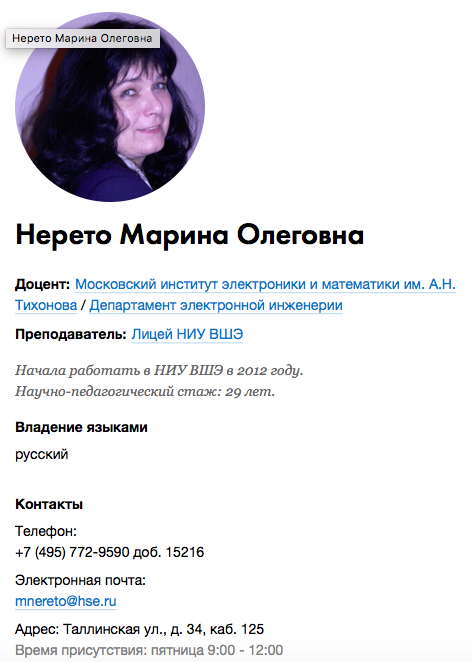 Нерето Марина Олеговна
Нерето Марина Олеговна
Доцент: Московский институт электроники и математики им. А.Н.
Тихонова / Департамент электронной инженерии
Преподаватель: Лицей НИУ ВШЭ
Начала работать в НИУ ВШЭ в 2012 году.
Научно-педагогический стаж: 29 лет.
Владение языками
русский
Контакты
Телефон:
+7 (495) 772-9590 доб. 15216
Электронная почта:
mnereto@hse.ru
Адрес: Таллинская ул., д. 34, каб. 125
Время присутствия: пятница 9:00 - 12:00